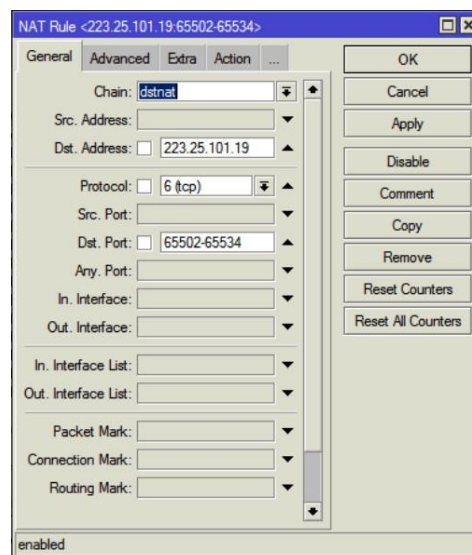 NAT Rule <223.25.101.19:65502-65534>
General Advanced Extra Action ...
Chain: dstnat
Src. Address:
Dst. Address: 223.25.101.19
Protocol: 6 (tcp)
Src. Port:
Dst. Port: 65502-65534
Any. Port:
In. Interface:
Out. Interface:
In. Interface List:
Out. Interface List:
Packet Mark:
Connection Mark:
Routing Mark:
OK
Cancel
Apply
Disable
Comment
Copy
Remove
Reset Counters
Reset All Counters
enabled